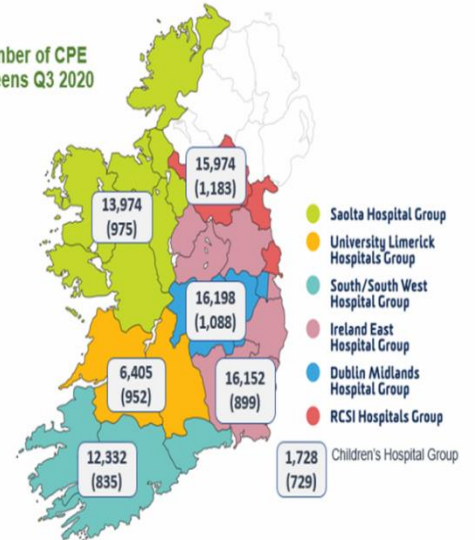 nber of CPE
eens Q3 2020
15,974
(1,183)
13,974
(975)
16,198
(1,088)
6,405
(952)
16,152
(899)
12,332
(835)
1,728
(729)
Saolta Hospital Group
University Limerick
Hospitals Group
South/South West
Hospital Group
Ireland East
Hospital Group
Dublin Midlands
Hospital Group
RCSI Hospitals Group
Children's Hospital Group